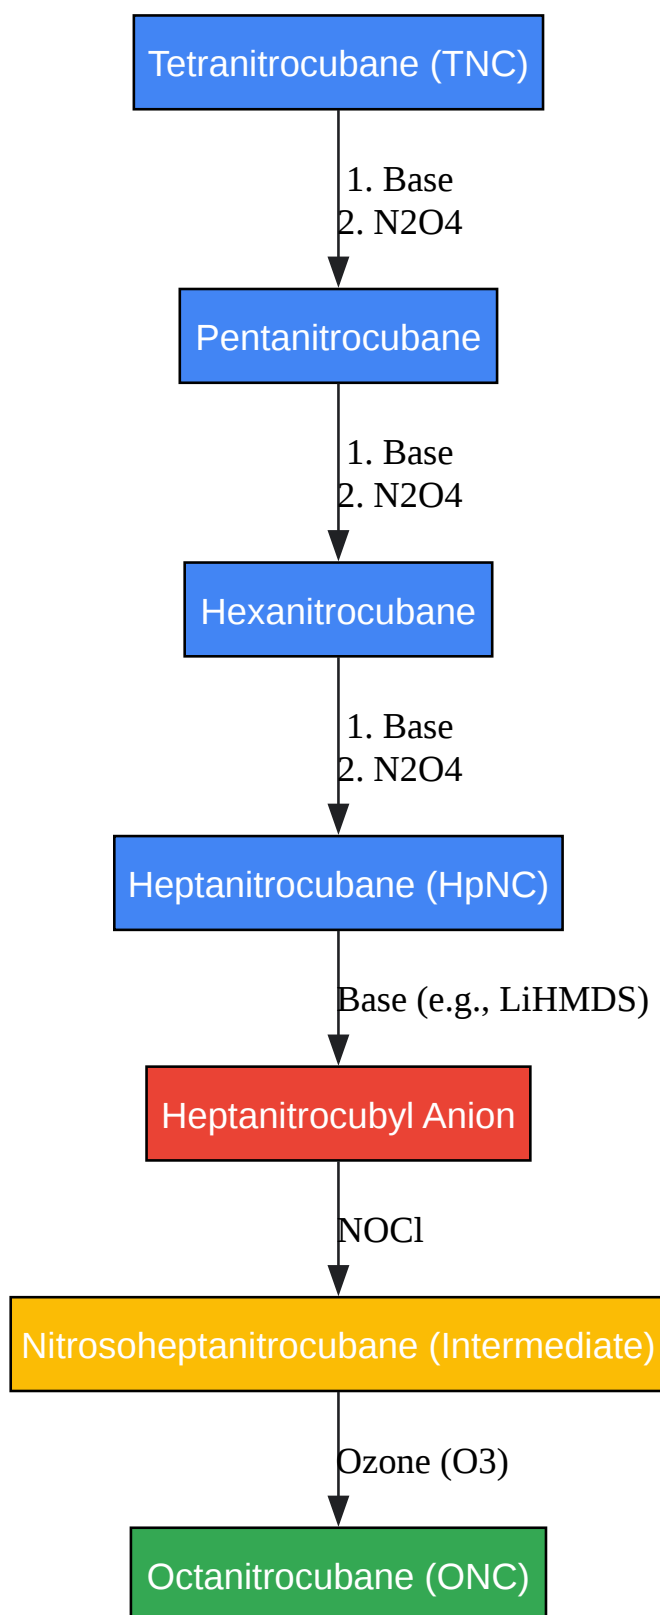 Tetranitrocubane (TNC)
1. Base
2. N2O4
Pentanitrocubane
1. Base
2. N2O4
Hexanitrocubane
1. Base
2. N2O4
Heptanitrocubane (HpNC)
Base (e.g., LiHMDS)
Heptanitrocubyl Anion
NOCl
Nitrosoheptanitrocubane (Intermediate)
Ozone (O3)
Octanitrocubane (ONC)